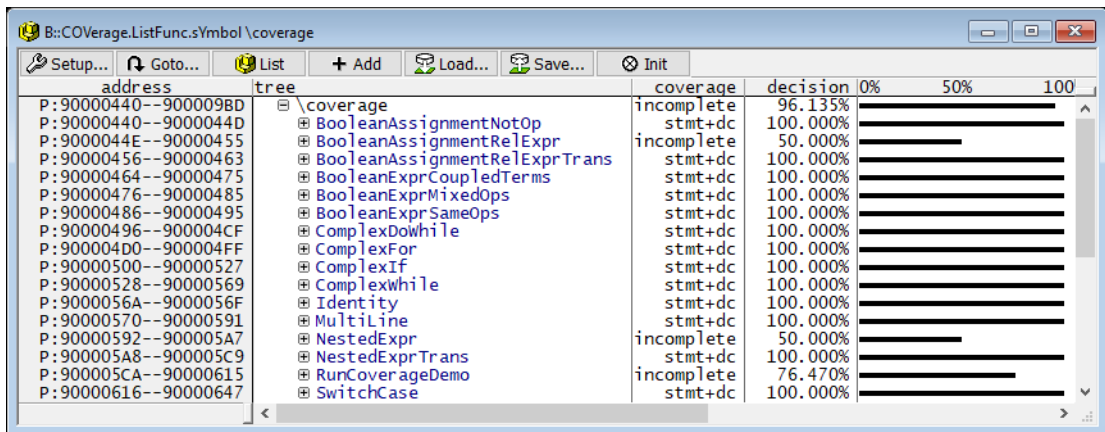 B::COVerage.ListFunc.sYmbol \coverage
Setup... Goto... List + Add Load... Save... Init
address tree coverage decision 0% 50% 100
P:90000440--900009BD \coverage incomplete 96.135%
P:90000440--9000044D BooleanAssignmentNotOp stmt+dc 100.000%
P:9000044E--90000455 BooleanAssignmentRelExpr incomplete 50.000%
P:90000456--90000463 BooleanAssignmentRelExprTrans stmt+dc 100.000%
P:90000464--90000475 BooleanExprCoupledTerms stmt+dc 100.000%
P:90000476--90000485 BooleanExprMixedOps stmt+dc 100.000%
P:90000486--90000495 BooleanExprSameOps stmt+dc 100.000%
P:90000496--900004CF ComplexDoWhile stmt+dc 100.000%
P:900004D0--900004FF ComplexFor stmt+dc 100.000%
P:90000500--90000527 ComplexIf stmt+dc 100.000%
P:90000528--90000569 ComplexWhile stmt+dc 100.000%
P:9000056A--9000056F Identity stmt+dc 100.000%
P:90000570--90000591 MultiLine stmt+dc 100.000%
P:90000592--900005A7 NestedExpr incomplete 50.000%
P:900005A8--900005C9 NestedExprTrans stmt+dc 100.000%
P:900005CA--90000615 RunCoverageDemo incomplete 76.470%
P:90000616--90000647 SwitchCase stmt+dc 100.000%